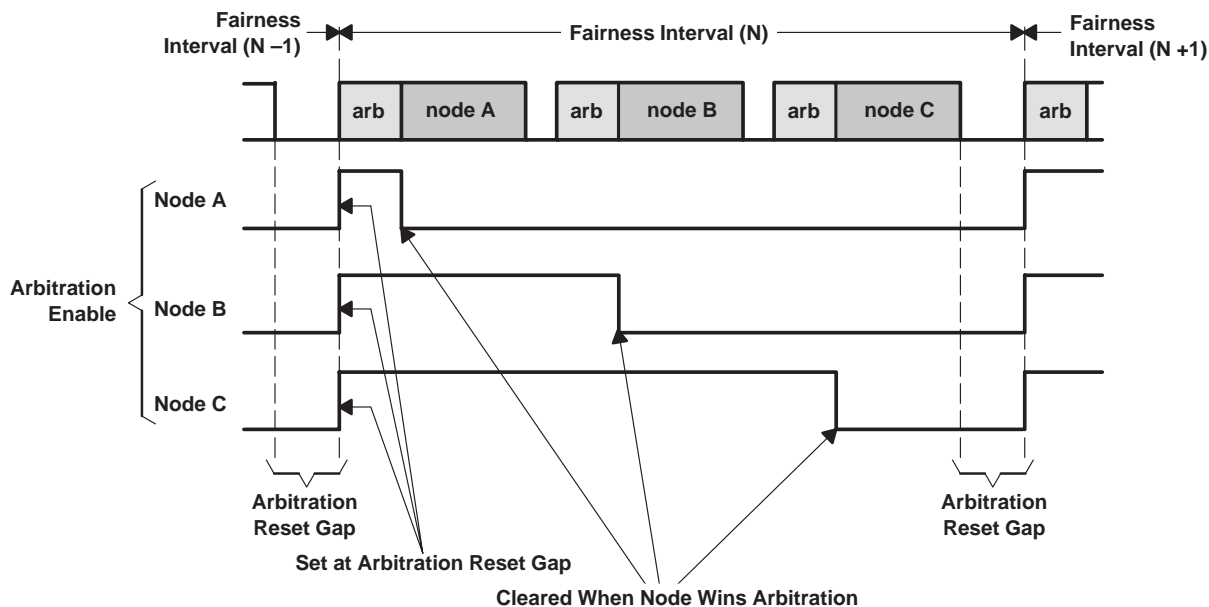 Fairness
Interval (N –1)
Fairness Interval (N)
Fairness
Interval (N +1)
arb
node A
arb
node B
arb
node C
arb
Arbitration
Enable
Node A
Node B
Node C
Arbitration
Reset Gap
Arbitration
Reset Gap
Set at Arbitration Reset Gap
Cleared When Node Wins Arbitration